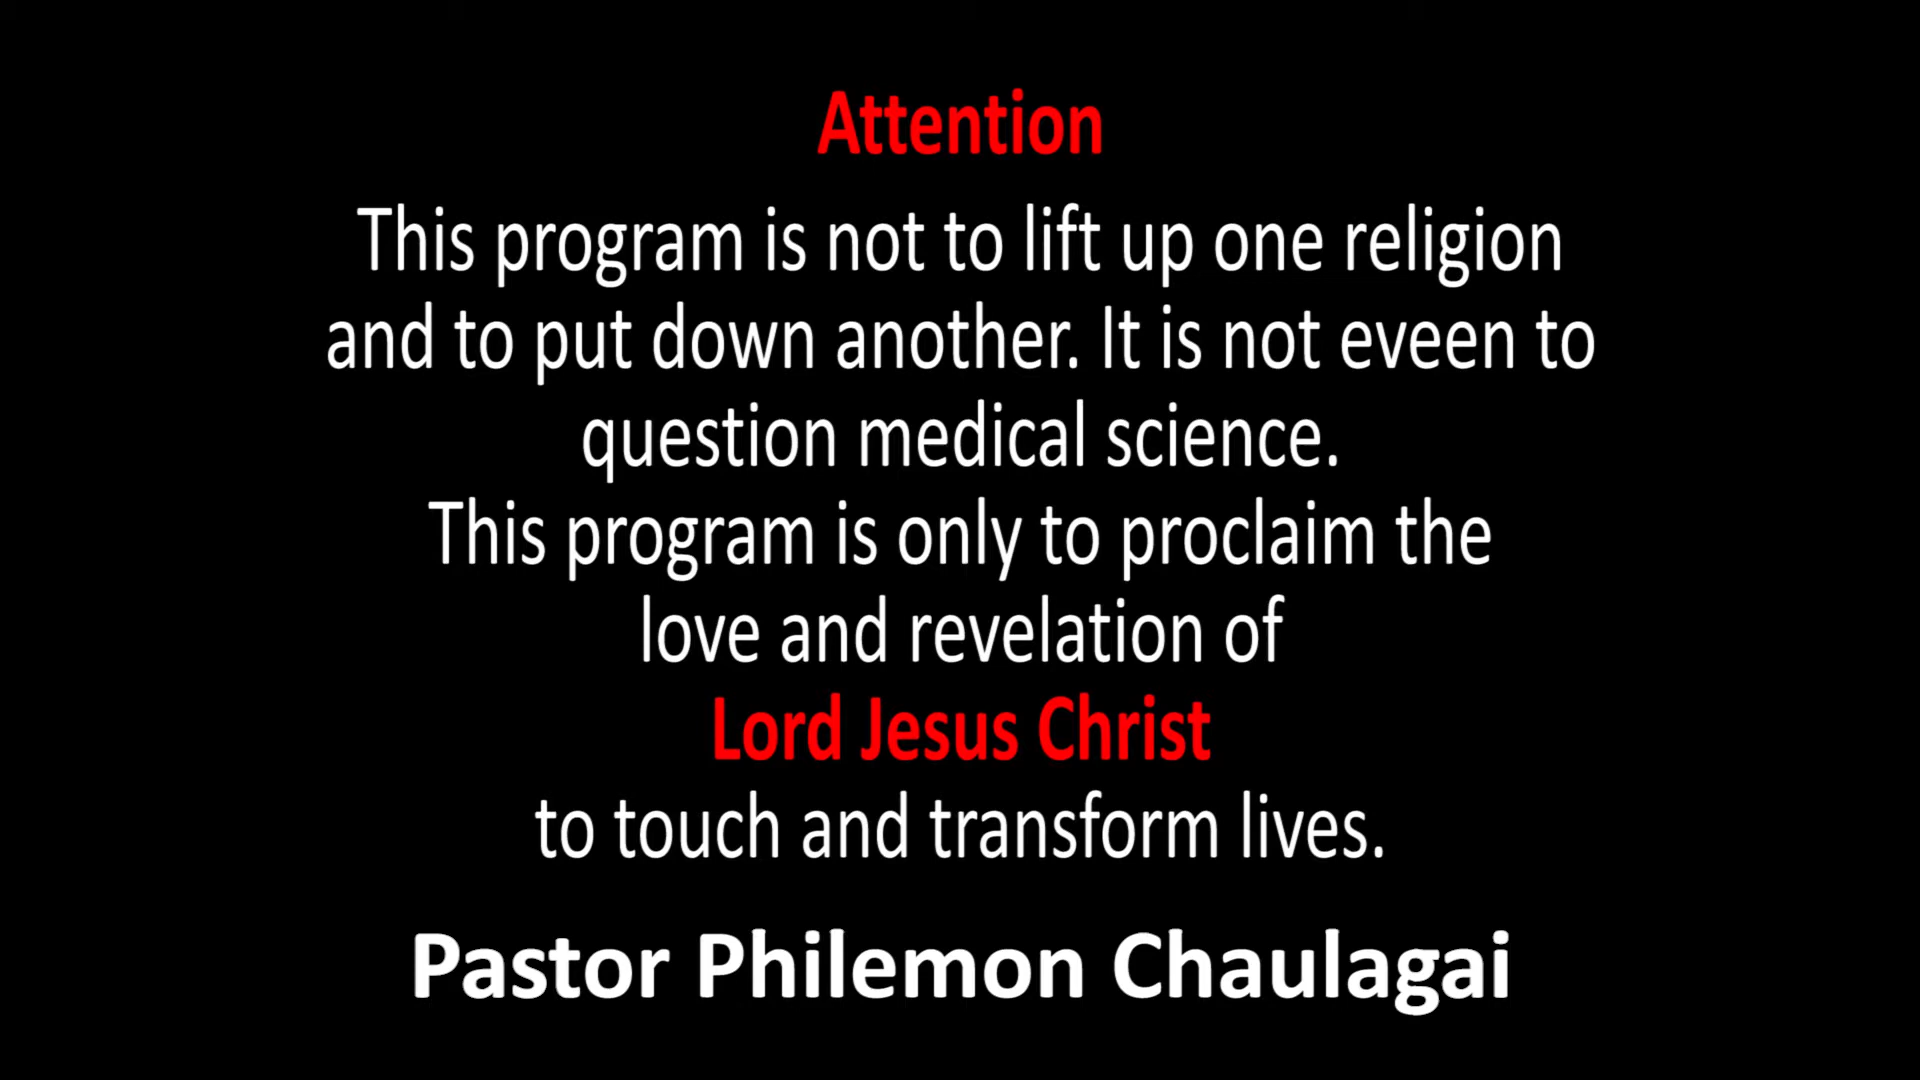 Attention
This program is not to lift up one religion
and to put down another. It is not eveen to
question medical science.
This program is only to proclaim the
love and revelation of
Lord Jesus Christ
to touch and transform lives.
Pastor Philemon Chaulagai